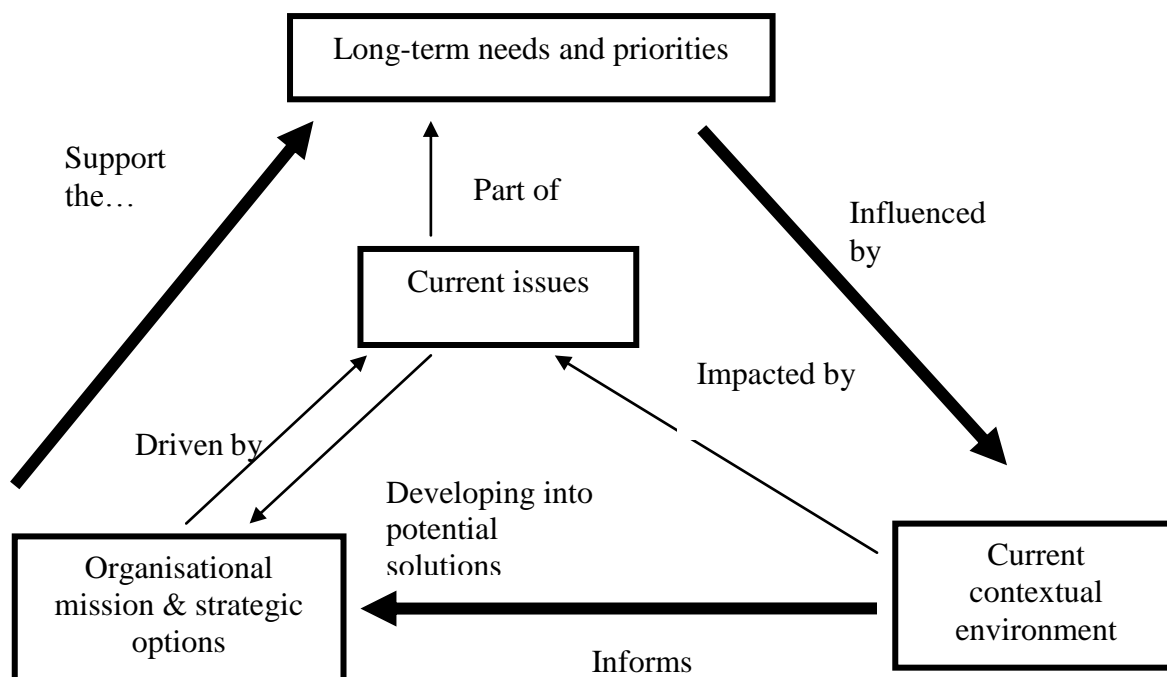 Long-term needs and priorities
Support
the…
Part of
Influenced
by
Current issues
Impacted by
Driven by
Developing into
potential
solutions
Organisational
mission & strategic
options
Current
contextual
environment
Informs